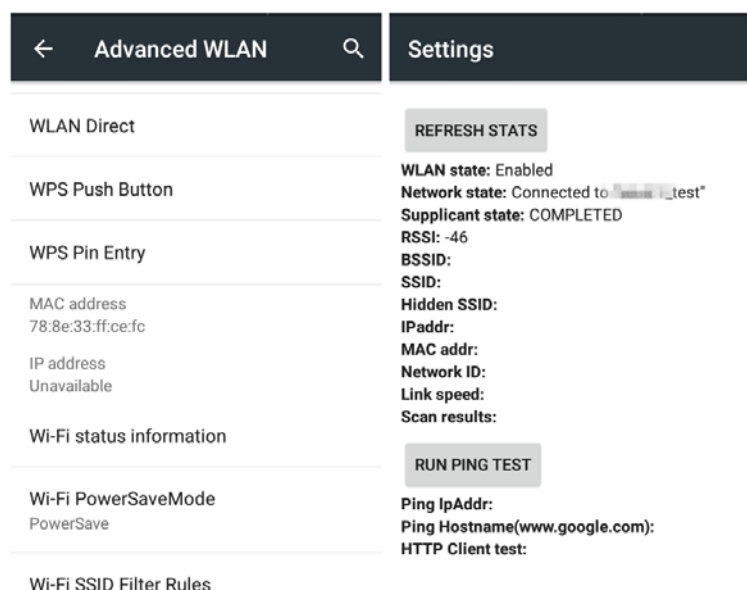 Advanced WLAN
WLAN Direct
WPS Push Button
WPS Pin Entry
MAC address
78:8e:33:ff:ce:fc
IP address
Unavailable
Wi-Fi status information
Wi-Fi PowerSaveMode
PowerSave
Wi-Fi SSID Filter Rules
Settings
REFRESH STATS
WLAN state: Enabled
Network state: Connected to _test"
Supplicant state: COMPLETED
RSSI: -46
BSSID:
SSID:
Hidden SSID:
IPaddr:
MAC addr:
Network ID:
Link speed:
Scan results:
RUN PING TEST
Ping IpAddr:
Ping Hostname(www.google.com):
HTTP Client test: